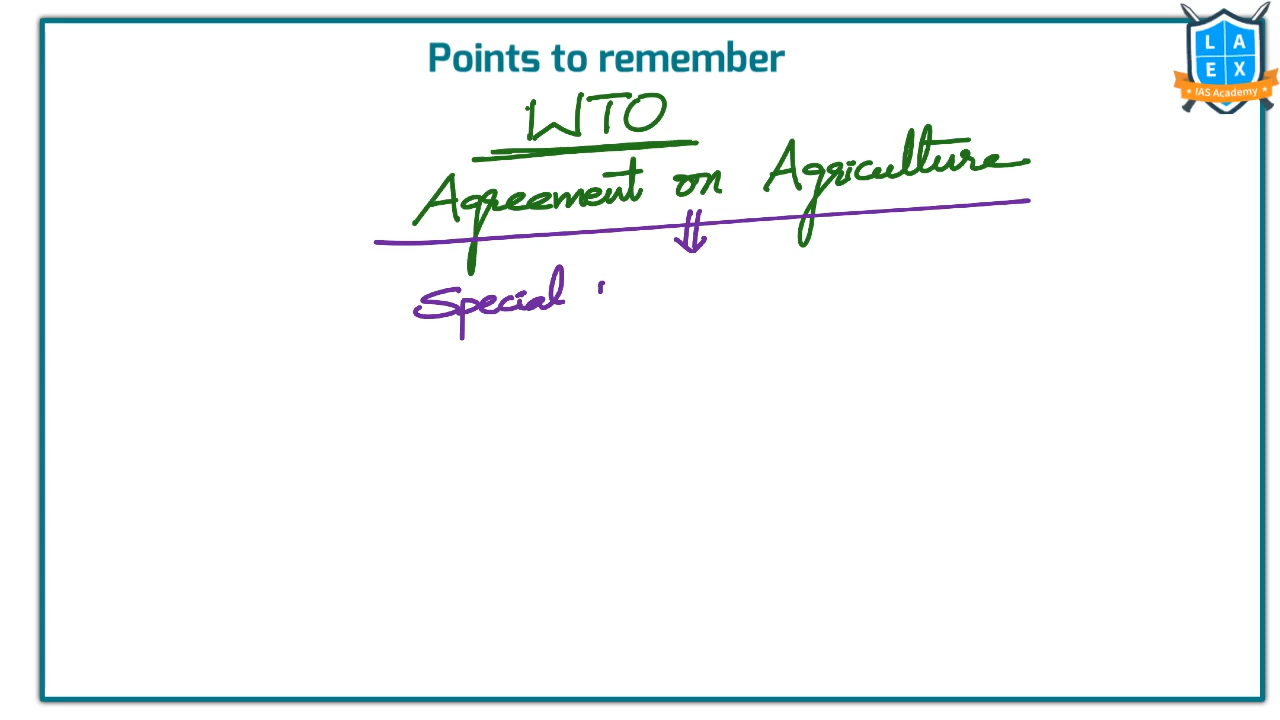 Points to remember
L A
E X
IAS Academy
WTO
Agreement on Agriculture
Special